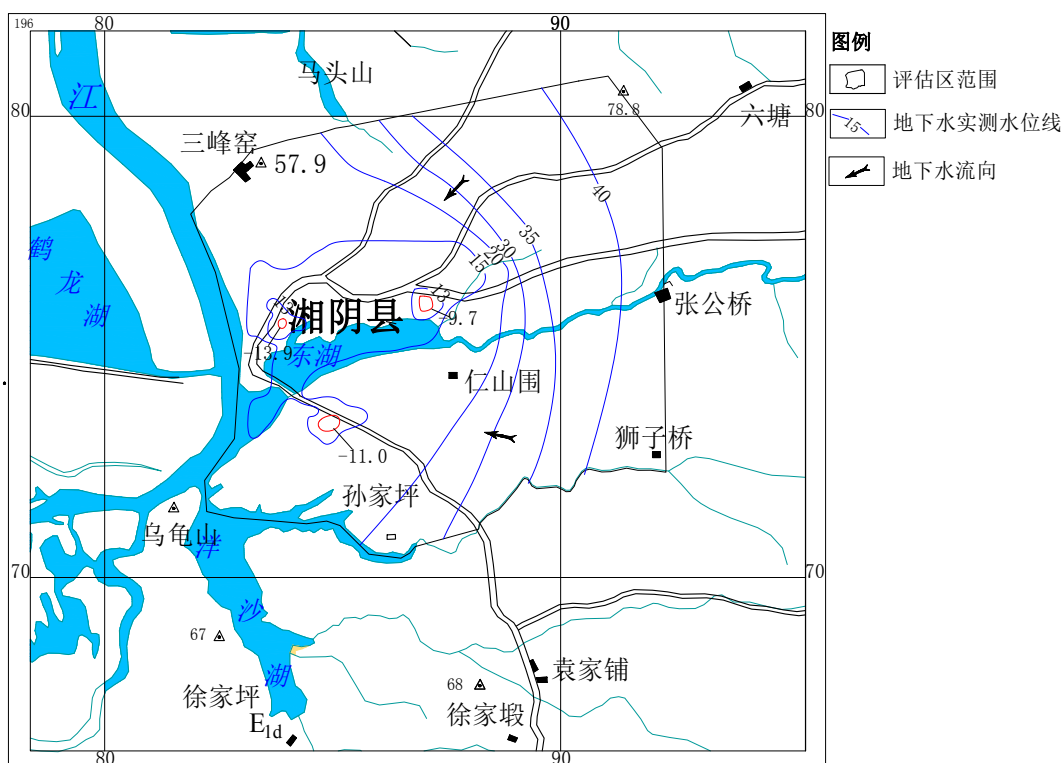 196
80
90
图例
评估区范围
15
地下水实测水位线
地下水流向
马头山
江
78.8
六塘
80
80
三峰窑
57.9
40
35
30
20
15
鹤
龙
湖
13
13
湘阴县
-9.7
张公桥
-13.9
东湖
仁山围
狮子桥
-11.0
孙家坪
乌龟山
洋
70
70
沙
67
湖
徐家坪
袁家铺
68
徐家塅
E1d
80
90